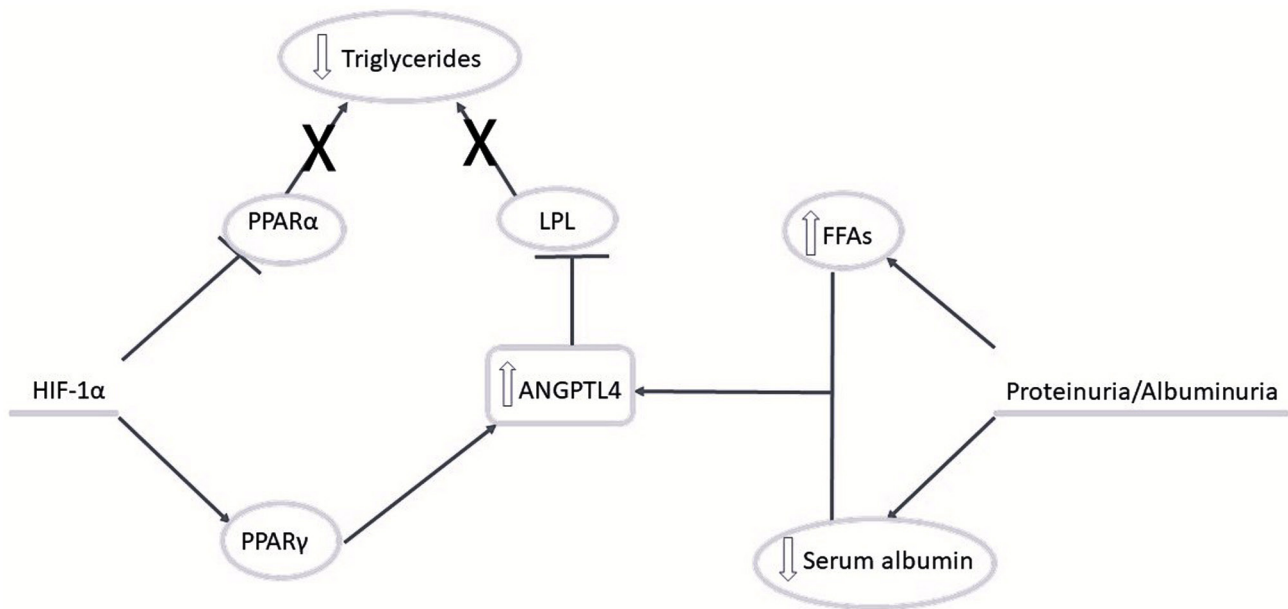 Triglycerides
X
X
PPARα
LPL
FFAs
HIF-1α
ANGPTL4
Proteinuria/Albuminuria
PPARγ
Serum albumin